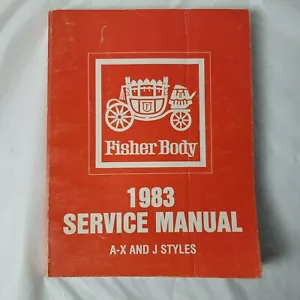 Fisher Body
1983
SERVICE MANUAL
A-X AND J STYLES